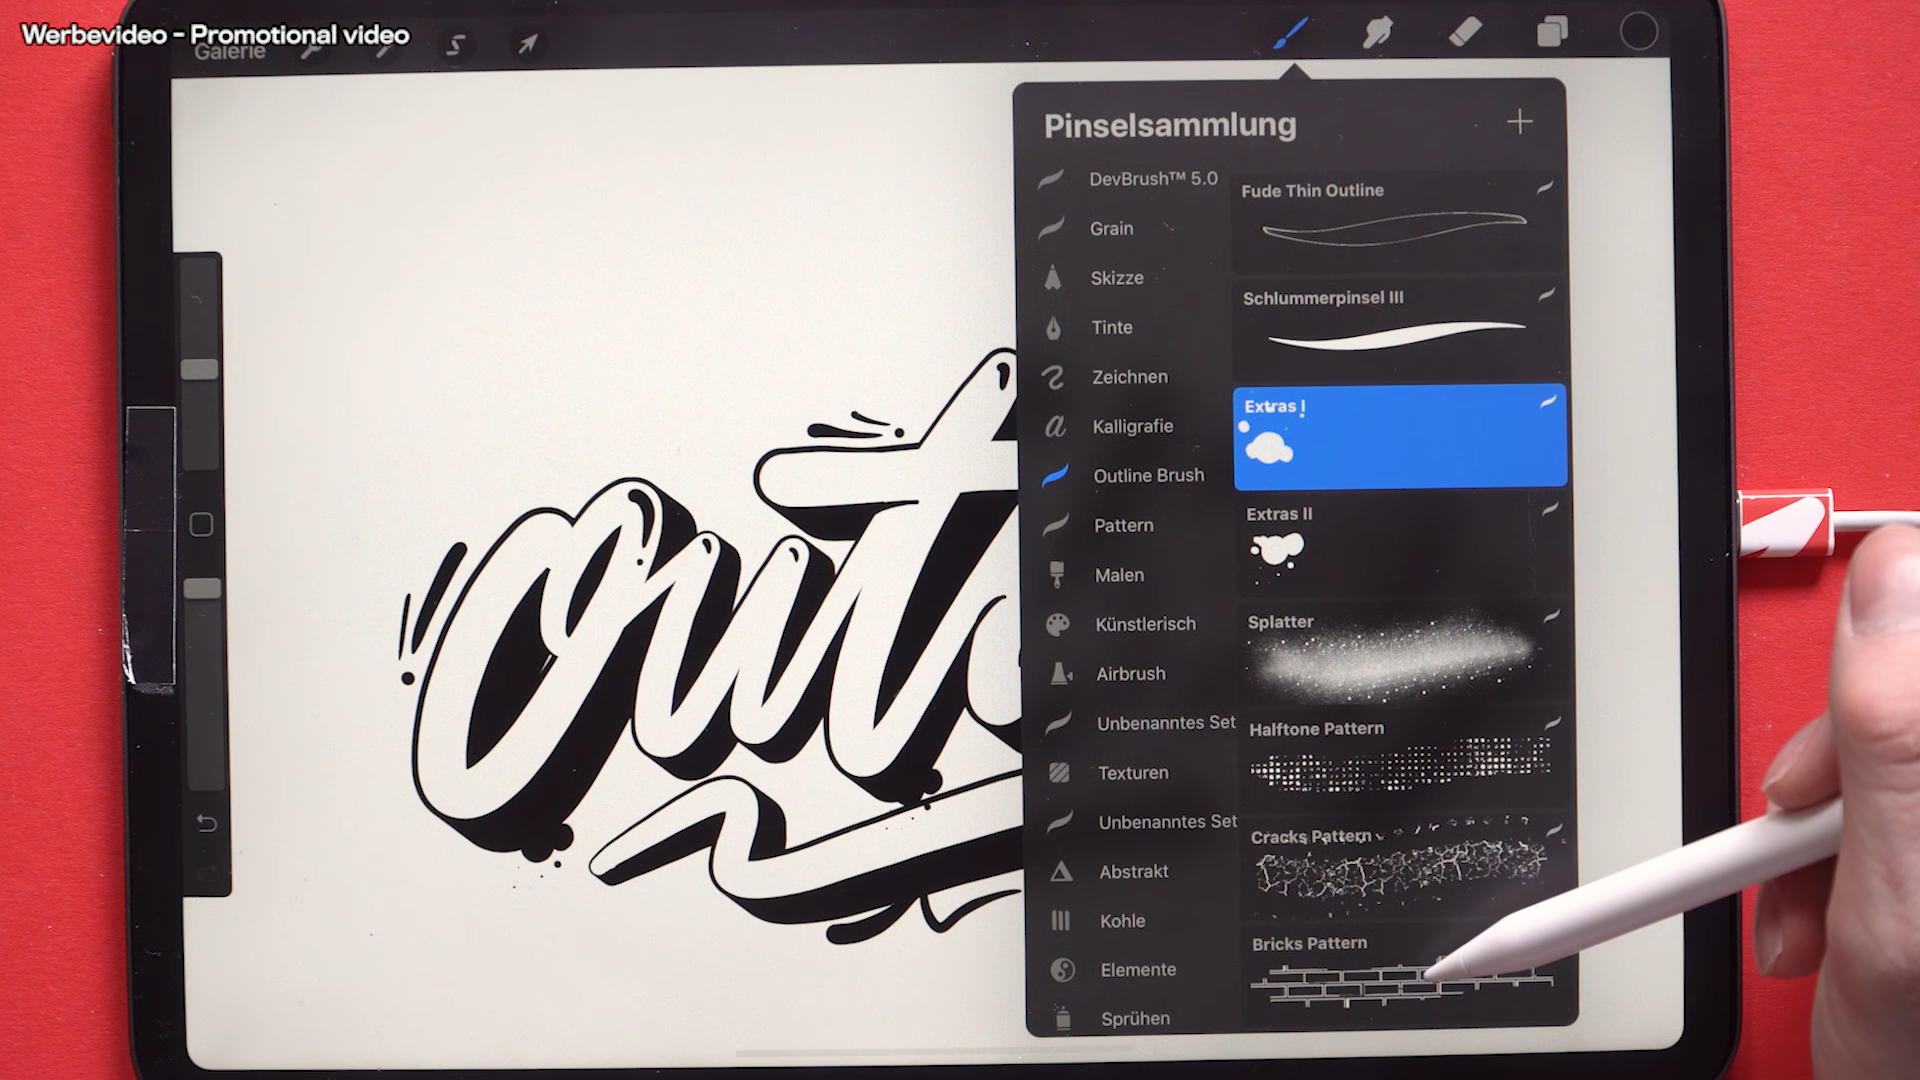 Werbevideo - Promotional video
Galerie
Pinselsammlung
DevBrush™ 5.0
Grain
Skizze
Tinte
Zeichnen
Kalligrafie
Outline Brush
Pattern
Malen
Künstlerisch
Airbrush
Unbenanntes Set
Texturen
Unbenanntes Set
Abstrakt
Kohle
Elemente
Sprühen
Fude Thin Outline
Schlummerpinsel III
Extras I
Extras II
Splatter
Halftone Pattern
Cracks Pattern
Bricks Pattern
out